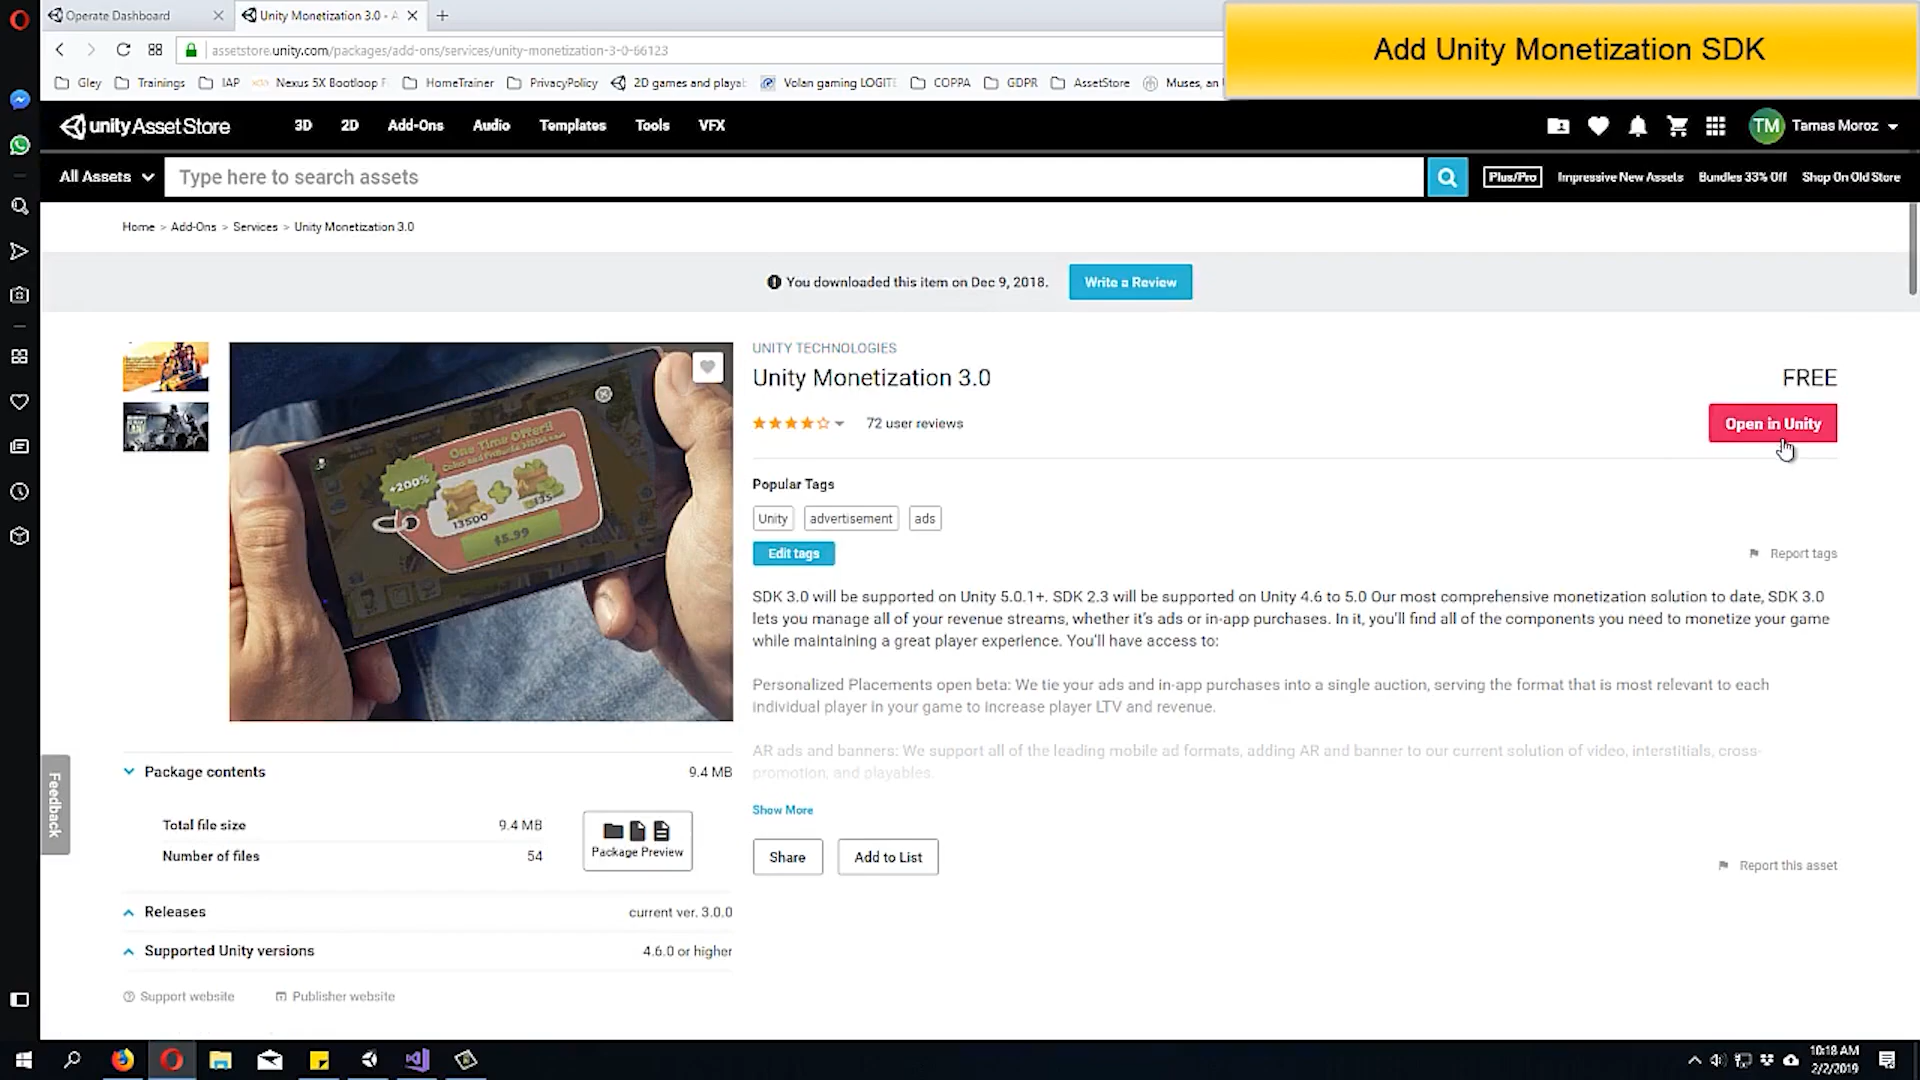 Operate Dashboard
Unity Monetization 3.0 - A
Add Unity Monetization SDK
assetstore.unity.com/packages/add-ons/services/unity-monetization-3-0-66123
Gley
Trainings
IAP
Nexus 5X Bootloop F
HomeTrainer
PrivacyPolicy
2D games and playab
Volan gaming LOGITE
COPPA
GDPR
AssetStore
Muses, an
unity Asset Store
3D
2D
Add-Ons
Audio
Templates
Tools
VFX
TM
Tamas Moroz
All Assets
Type here to search assets
Plus/Pro
Impressive New Assets
Bundles 33% Off
Shop On Old Store
Home > Add-Ons > Services > Unity Monetization 3.0
You downloaded this item on Dec 9, 2018.
Write a Review
UNITY TECHNOLOGIES
Unity Monetization 3.0
FREE
72 user reviews
Open in Unity
One Time Offer!!
+200%
13500
135
$5.99
Popular Tags
Unity
advertisement
ads
Edit tags
Report tags
SDK 3.0 will be supported on Unity 5.0.1+. SDK 2.3 will be supported on Unity 4.6 to 5.0 Our most comprehensive monetization solution to date, SDK 3.0
lets you manage all of your revenue streams, whether it's ads or in-app purchases. In it, you'll find all of the components you need to monetize your game
while maintaining a great player experience. You'll have access to:
Personalized Placements open beta: We tie your ads and in-app purchases into a single auction, serving the format that is most relevant to each
individual player in your game to increase player LTV and revenue.
AR ads and banners: We support all of the leading mobile ad formats, adding AR and banner to our current solution of video, interstitials, cross-
promotion, and playables.
Show More
Share
Add to List
Report this asset
Feedback
Package contents
9.4 MB
Total file size
9.4 MB
Number of files
54
Package Preview
Releases
current ver. 3.0.0
Supported Unity versions
4.6.0 or higher
Support website
Publisher website
10:18 AM
2/2/2019